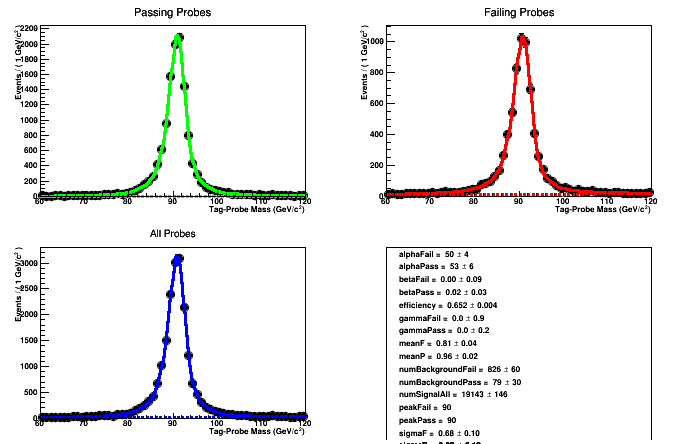 Passing Probes
Events / ( 1 GeV/c²)
2200
2000
1800
1600
1400
1200
1000
800
600
400
200
0
60 70 80 90 100 110 120
Tag-Probe Mass (GeV/c²)
Failing Probes
Events / ( 1 GeV/c²)
1000
800
600
400
200
0
60 70 80 90 100 110 120
Tag-Probe Mass (GeV/c²)
All Probes
Events / ( 1 GeV/c²)
3000
2500
2000
1500
1000
500
0
60 70 80 90 100 110 120
Tag-Probe Mass (GeV/c²)
alphaFail = 50 ± 4
alphaPass = 53 ± 6
betaFail = 0.00 ± 0.09
betaPass = 0.02 ± 0.03
efficiency = 0.652 ± 0.004
gammaFail = 0.0 ± 0.9
gammaPass = 0.0 ± 0.2
meanF = 0.81 ± 0.04
meanP = 0.96 ± 0.02
numBackgroundFail = 826 ± 60
numBackgroundPass = 79 ± 30
numSignalAll = 19143 ± 146
peakFail = 90
peakPass = 90
sigmaF = 0.68 ± 0.10